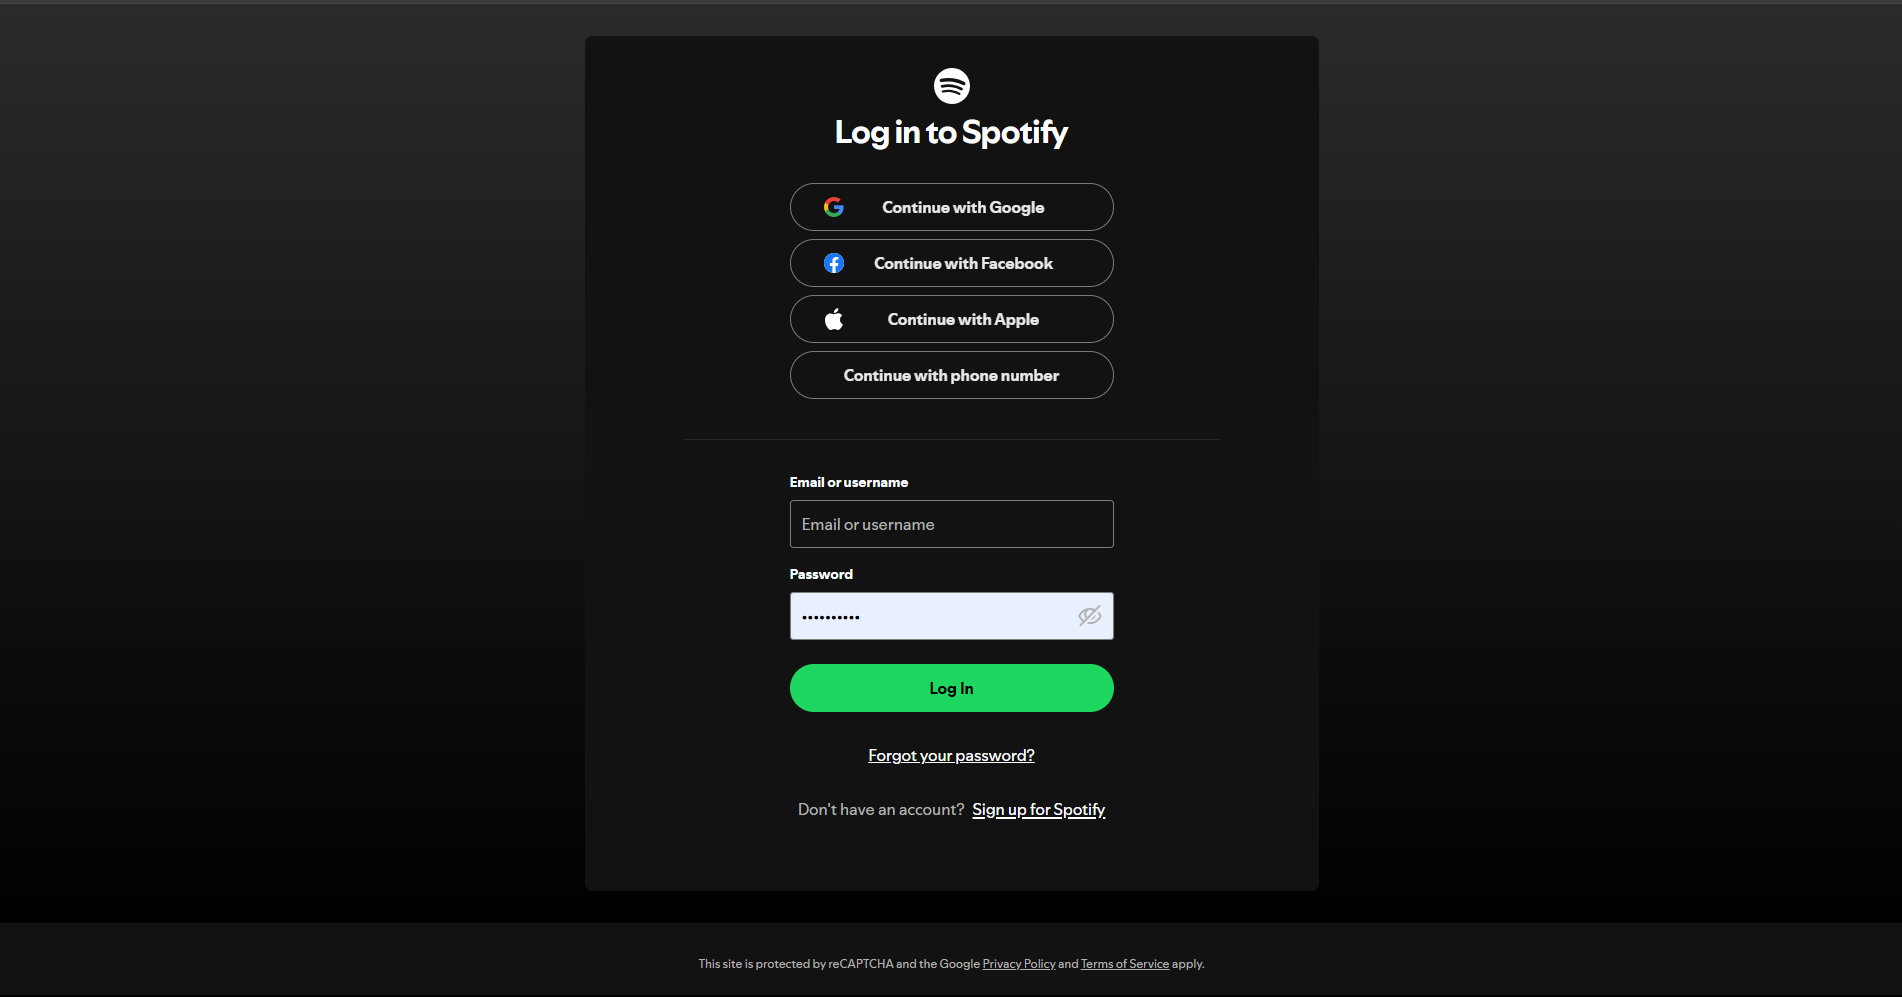 Log in to Spotify
Continue with Google
Continue with Facebook
Continue with Apple
Continue with phone number
Email or username
Email or username
Password
••••••••••
Log In
Forgot your password?
Don't have an account? Sign up for Spotify
This site is protected by reCAPTCHA and the Google Privacy Policy and Terms of Service apply.